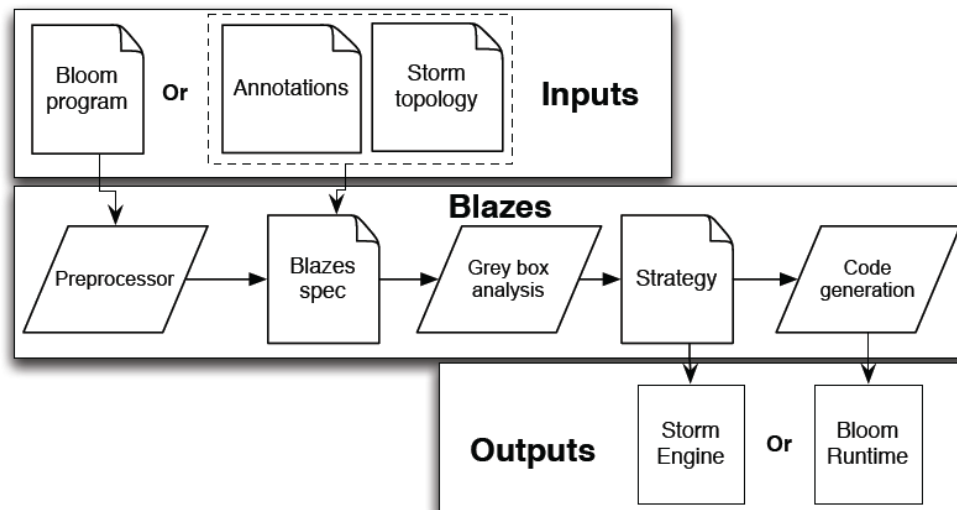 Bloom
program
Or
Annotations
Storm
topology
Inputs
Blazes
Preprocessor
Blazes
spec
Grey box
analysis
Strategy
Code
generation
Outputs
Storm
Engine
Or
Bloom
Runtime